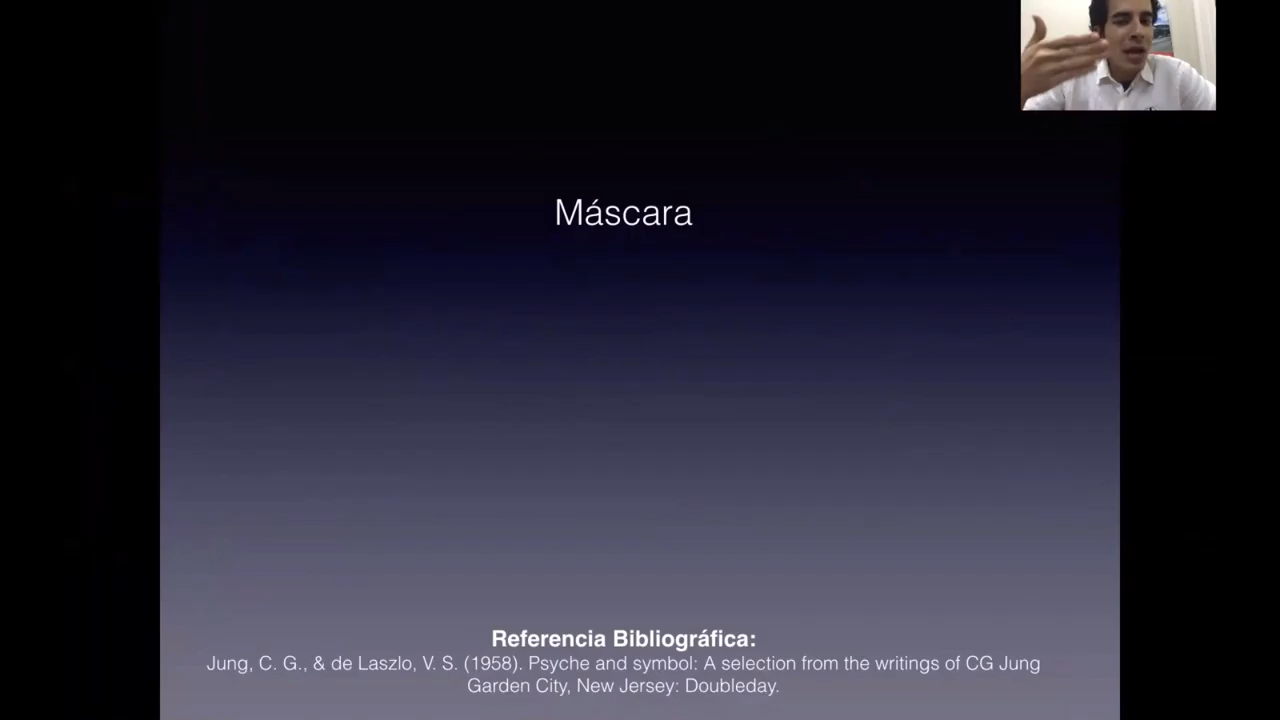 Máscara
Referencia Bibliográfica:
Jung, C. G., & de Laszlo, V. S. (1958). Psyche and symbol: A selection from the writings of CG Jung
Garden City, New Jersey: Doubleday.